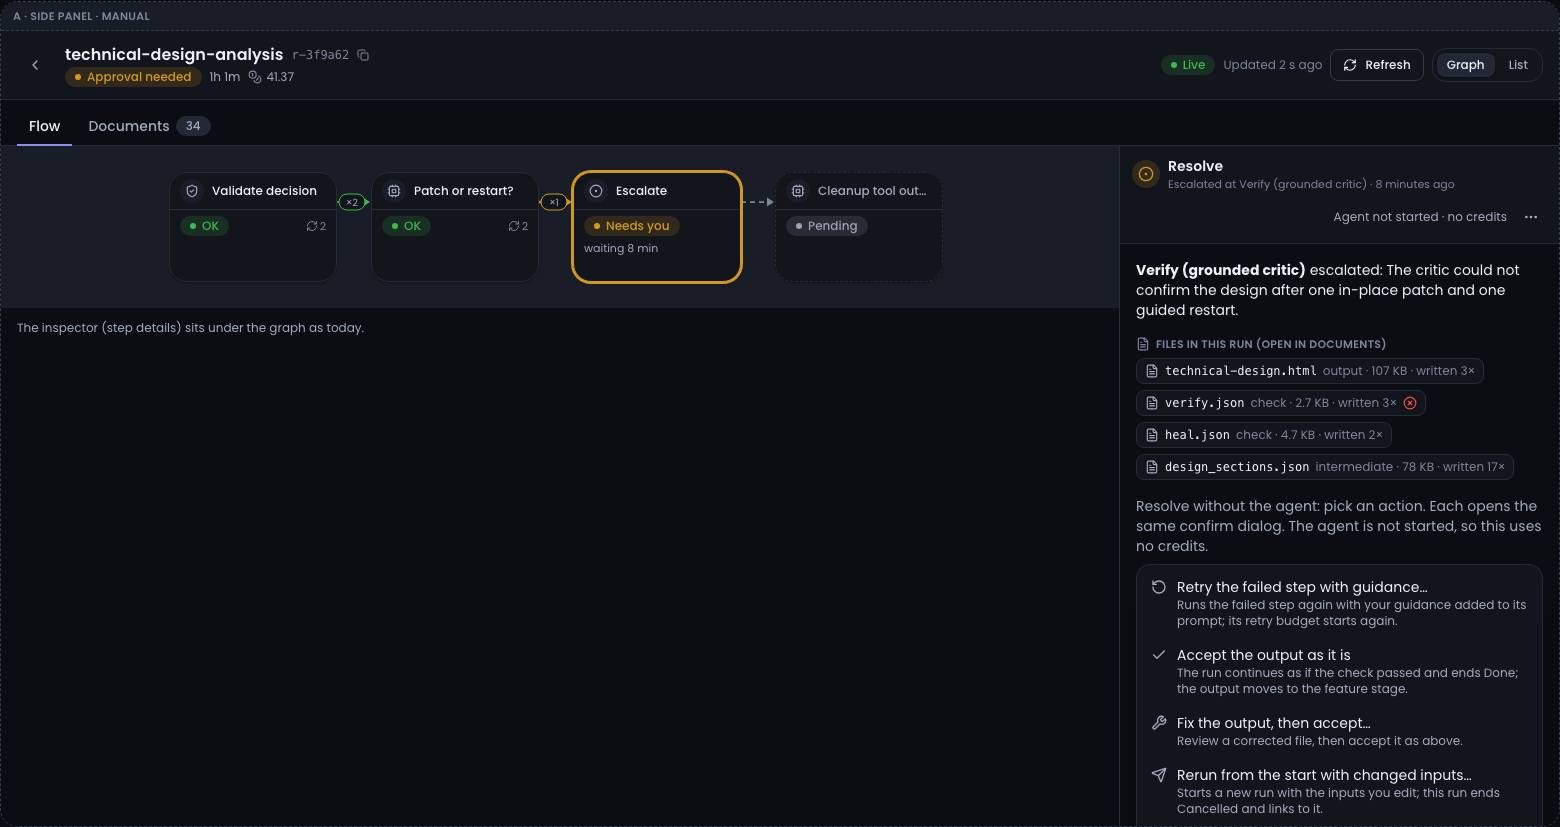 A · SIDE PANEL · MANUAL
technical-design-analysis r-3f9a62
Approval needed 1h 1m 41.37
Live Updated 2 s ago Refresh Graph List
Flow Documents 34
Validate decision
OK 2
×2
Patch or restart?
OK 2
×1
Escalate
Needs you
waiting 8 min
Cleanup tool out…
Pending
The inspector (step details) sits under the graph as today.
Resolve
Escalated at Verify (grounded critic) · 8 minutes ago
Agent not started · no credits
Verify (grounded critic) escalated: The critic could not
confirm the design after one in-place patch and one
guided restart.
FILES IN THIS RUN (OPEN IN DOCUMENTS)
technical-design.html output · 107 KB · written 3×
verify.json check · 2.7 KB · written 3×
heal.json check · 4.7 KB · written 2×
design_sections.json intermediate · 78 KB · written 17×
Resolve without the agent: pick an action. Each opens the
same confirm dialog. The agent is not started, so this uses
no credits.
Retry the failed step with guidance…
Runs the failed step again with your guidance added to its
prompt; its retry budget starts again.
Accept the output as it is
The run continues as if the check passed and ends Done;
the output moves to the feature stage.
Fix the output, then accept…
Review a corrected file, then accept it as above.
Rerun from the start with changed inputs…
Starts a new run with the inputs you edit; this run ends
Cancelled and links to it.